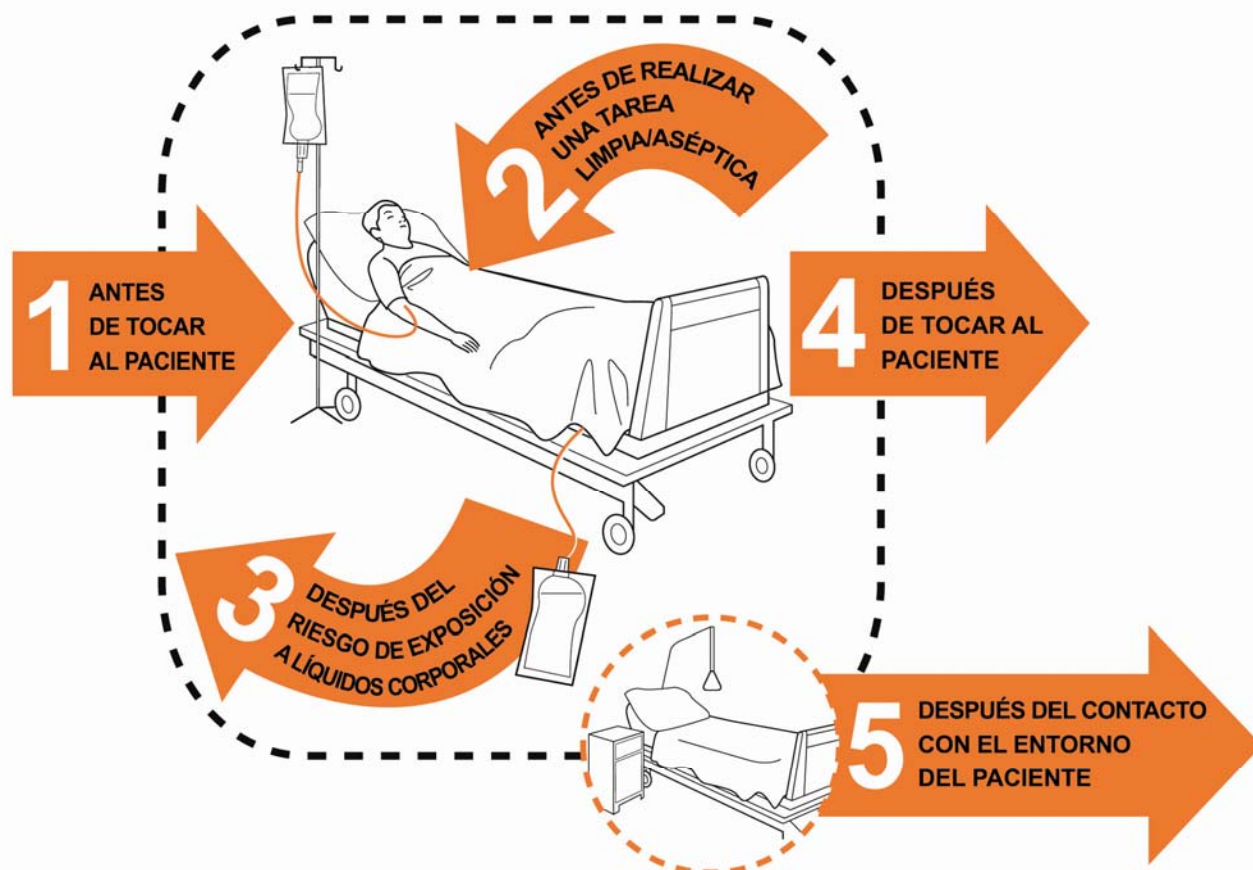 1
ANTES
DE TOCAR
AL PACIENTE
2
ANTES DE REALIZAR
UNA TAREA
LIMPIA/ASÉPTICA
3
DESPUÉS DEL
RIESGO DE EXPOSICIÓN
A LÍQUIDOS CORPORALES
4
DESPUÉS
DE TOCAR AL
PACIENTE
5
DESPUÉS DEL CONTACTO
CON EL ENTORNO
DEL PACIENTE